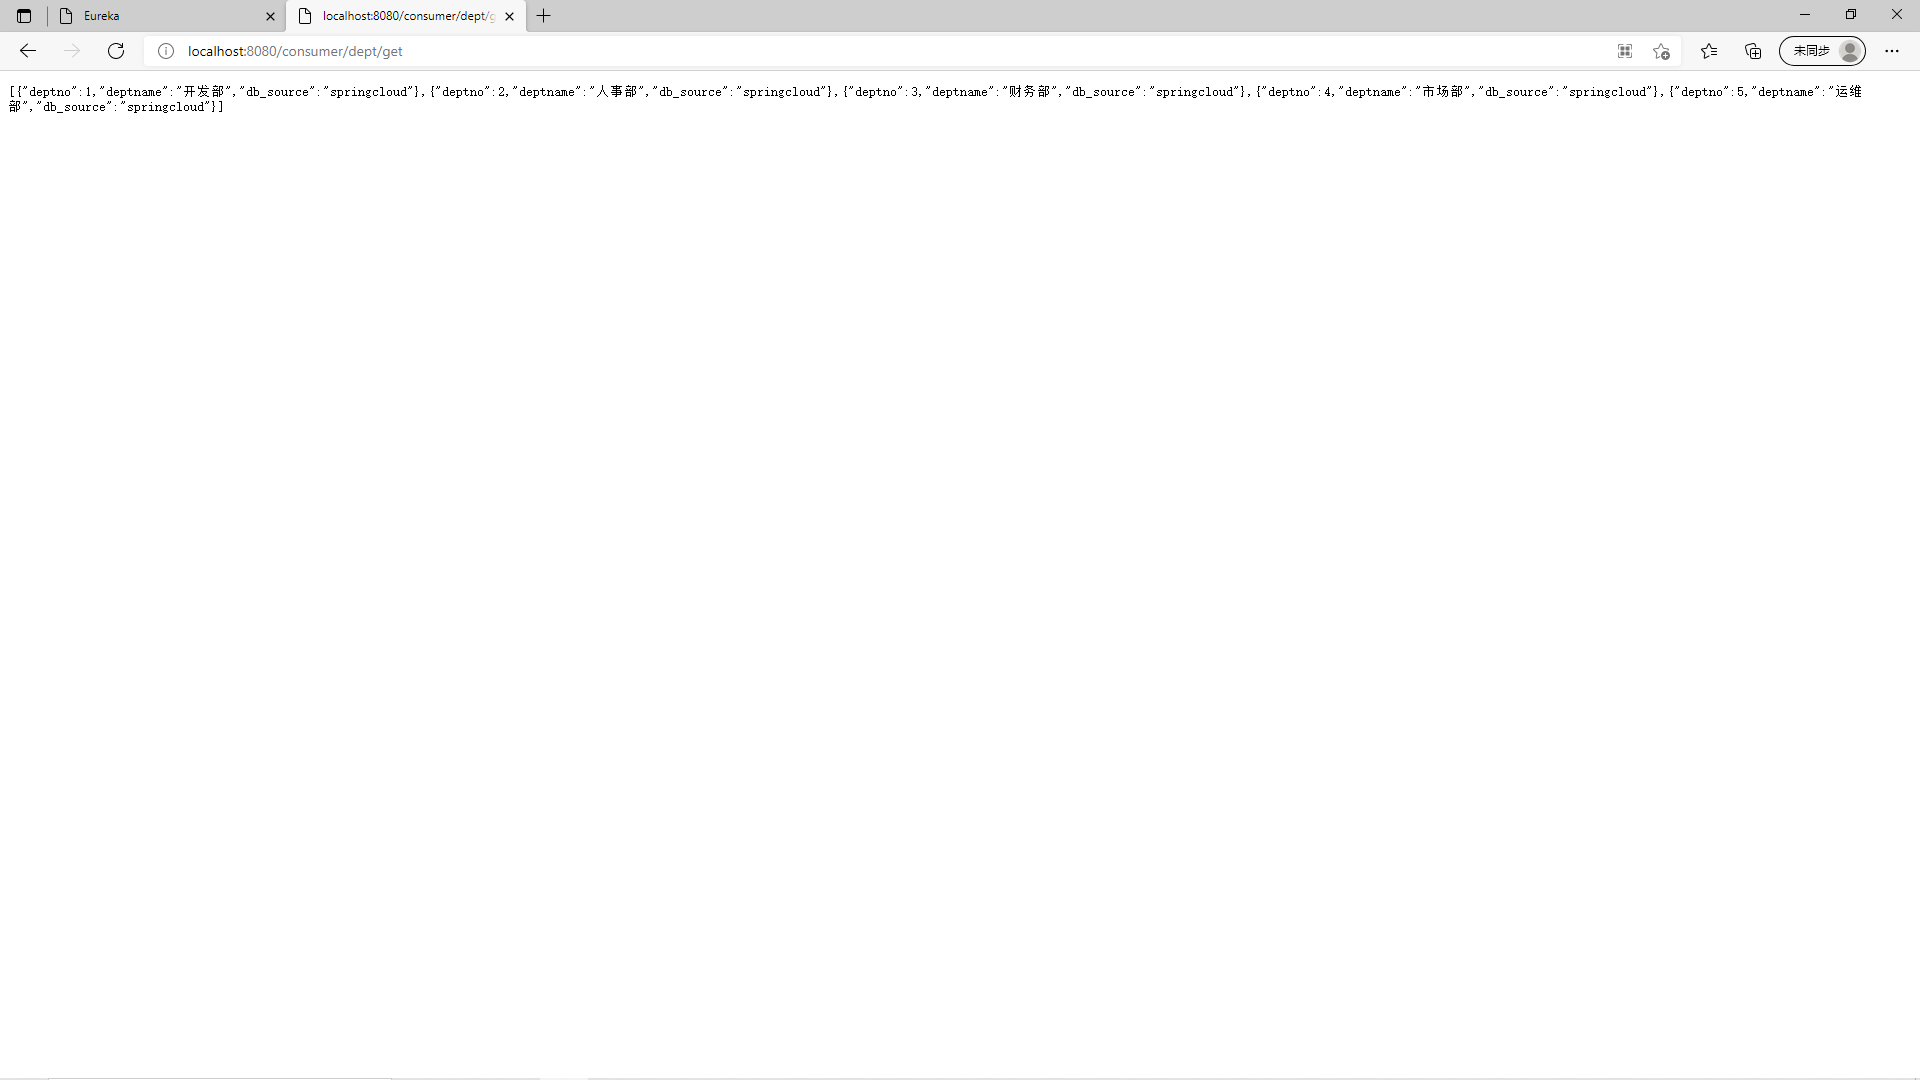 Eureka
localhost:8080/consumer/dept/g
localhost:8080/consumer/dept/get
未同步
[{"deptno":1,"deptname":"开发部","db_source":"springcloud"},{"deptno":2,"deptname":"人事部","db_source":"springcloud"},{"deptno":3,"deptname":"财务部","db_source":"springcloud"},{"deptno":4,"deptname":"市场部","db_source":"springcloud"},{"deptno":5,"deptname":"运维
部","db_source":"springcloud"}]